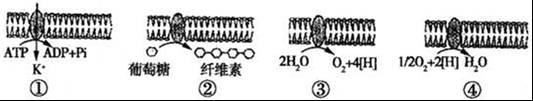 ATP ADP+Pi
K⁺
①
葡萄糖 纤维素
②
2H₂O O₂+4[H]
③
1/2O₂+2[H] H₂O
④